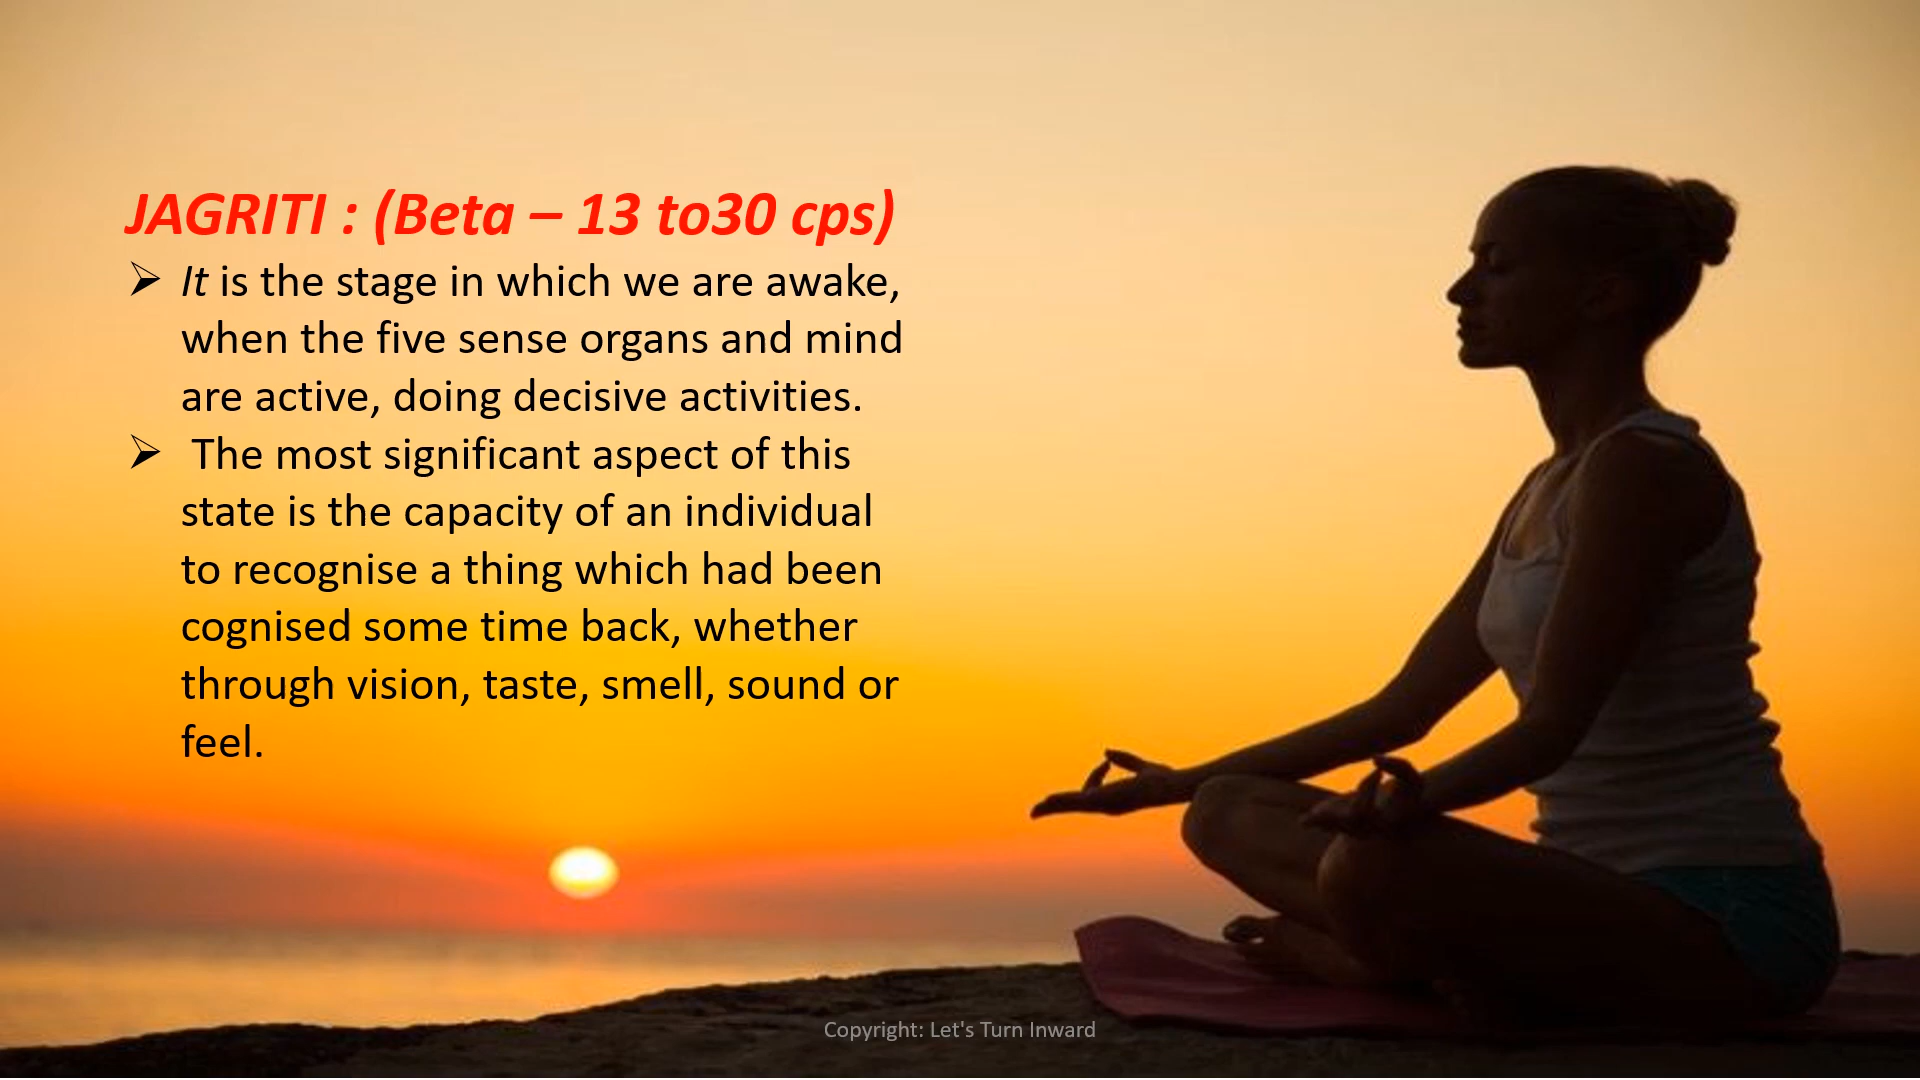 JAGRITI : (Beta – 13 to30 cps)
➢ It is the stage in which we are awake,
when the five sense organs and mind
are active, doing decisive activities.
➢ The most significant aspect of this
state is the capacity of an individual
to recognise a thing which had been
cognised some time back, whether
through vision, taste, smell, sound or
feel.
Copyright: Let's Turn Inward